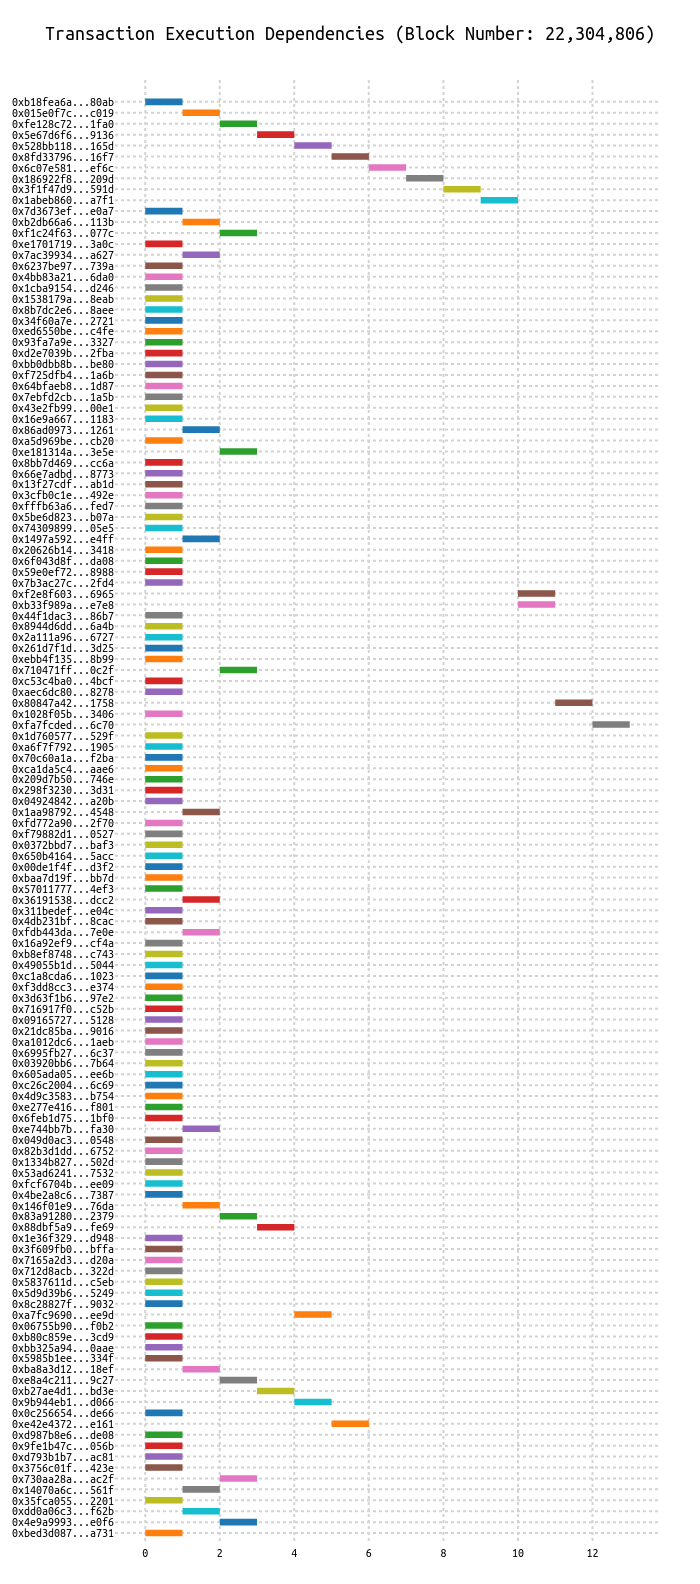 Transaction Execution Dependencies (Block Number: 22,304,806)
0xb18fea6a...80ab
0x015e0f7c...c019
0xfe128c72...1fa0
0x5e67d6f6...9136
0x528bb118...165d
0x8fd33796...16f7
0x6c07e581...ef6c
0x186922f8...209d
0x3f1f47d9...591d
0x1abeb860...a7f1
0x7d3673ef...e0a7
0xb2db66a6...113b
0xf1c24f63...077c
0xe1701719...3a0c
0x7ac39934...a627
0x6237be97...739a
0x4bb83a21...6da0
0x1cba9154...d246
0x1538179a...8eab
0x8b7dc2e6...8aee
0x34f60a7e...2721
0xed6550be...c4fe
0x93fa7a9e...3327
0xd2e7039b...2fba
0xbb0dbb8b...be80
0xf725dfb4...1a6b
0x64bfaeb8...1d87
0x7ebfd2cb...1a5b
0x43e2fb99...00e1
0x16e9a667...1183
0x86ad0973...1261
0xa5d969be...cb20
0xe181314a...3e5e
0x8bb7d469...cc6a
0x66e7adbd...8773
0x13f27cdf...ab1d
0x3cfb0c1e...492e
0xfffb63a6...fed7
0x5be6d823...b07a
0x74309899...05e5
0x1497a592...e4ff
0x20626b14...3418
0x6f043d8f...da08
0x59e0ef72...8988
0x7b3ac27c...2fd4
0xf2e8f603...6965
0xb33f989a...e7e8
0x44f1dac3...86b7
0x8944d6dd...6a4b
0x2a111a96...6727
0x261d7f1d...3d25
0xebb4f135...8b99
0x710471ff...0c2f
0xc53c4ba0...4bcf
0xaec6dc80...8278
0x80847a42...1758
0x1028f05b...3406
0xfa7fcded...6c70
0x1d760577...529f
0xa6f7f792...1905
0x70c60a1a...f2ba
0xca1da5c4...aae6
0x209d7b50...746e
0x298f3230...3d31
0x04924842...a20b
0x1aa98792...4548
0xfd772a90...2f70
0xf79882d1...0527
0x0372bbd7...baf3
0x650b4164...5acc
0x00de1f4f...d3f2
0xbaa7d19f...bb7d
0x57011777...4ef3
0x36191538...dcc2
0x311bedef...e04c
0x4db231bf...8cac
0xfdb443da...7e0e
0x16a92ef9...cf4a
0xb8ef8748...c743
0x49055b1d...5044
0xc1a8cda6...1023
0xf3dd8cc3...e374
0x3d63f1b6...97e2
0x716917f0...c52b
0x09165727...5128
0x21dc85ba...9016
0xa1012dc6...1aeb
0x6995fb27...6c37
0x03920bb6...7b64
0x605ada05...ee6b
0xc26c2004...6c69
0x4d9c3583...b754
0xe277e416...f801
0x6feb1d75...1bf0
0xe744bb7b...fa30
0x049d0ac3...0548
0x82b3d1dd...6752
0x1334b827...502d
0x53ad6241...7532
0xfcf6704b...ee09
0x4be2a8c6...7387
0x146f01e9...76da
0x83a91280...2379
0x88dbf5a9...fe69
0x1e36f329...d948
0x3f609fb0...bffa
0x7165a2d3...d20a
0x712d8acb...322d
0x5837611d...c5eb
0x5d9d39b6...5249
0x8c28827f...9032
0xa7fc9690...ee9d
0x06755b90...f0b2
0xb80c859e...3cd9
0xbb325a94...0aae
0x5985b1ee...334f
0xba8a3d12...18ef
0xe8a4c211...9c27
0xb27ae4d1...bd3e
0x9b944eb1...d066
0x0c256654...de66
0xe42e4372...e161
0xd987b8e6...de08
0x9fe1b47c...056b
0xd793b1b7...ac81
0x3756c01f...423e
0x730aa28a...ac2f
0x14070a6c...561f
0x35fca055...2201
0xdd0a06c3...f62b
0x4e9a9993...e0f6
0xbed3d087...a731
0 2 4 6 8 10 12